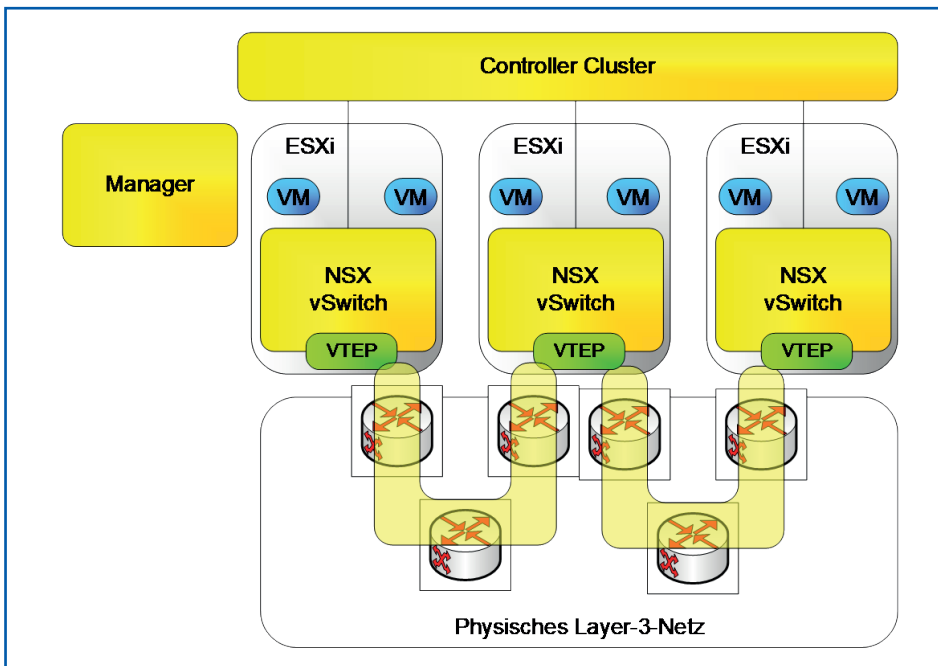 Controller Cluster
Manager
ESXi
ESXi
ESXi
VM
VM
VM
VM
VM
VM
NSX
vSwitch
NSX
vSwitch
NSX
vSwitch
VTEP
VTEP
VTEP
Physisches Layer-3-Netz